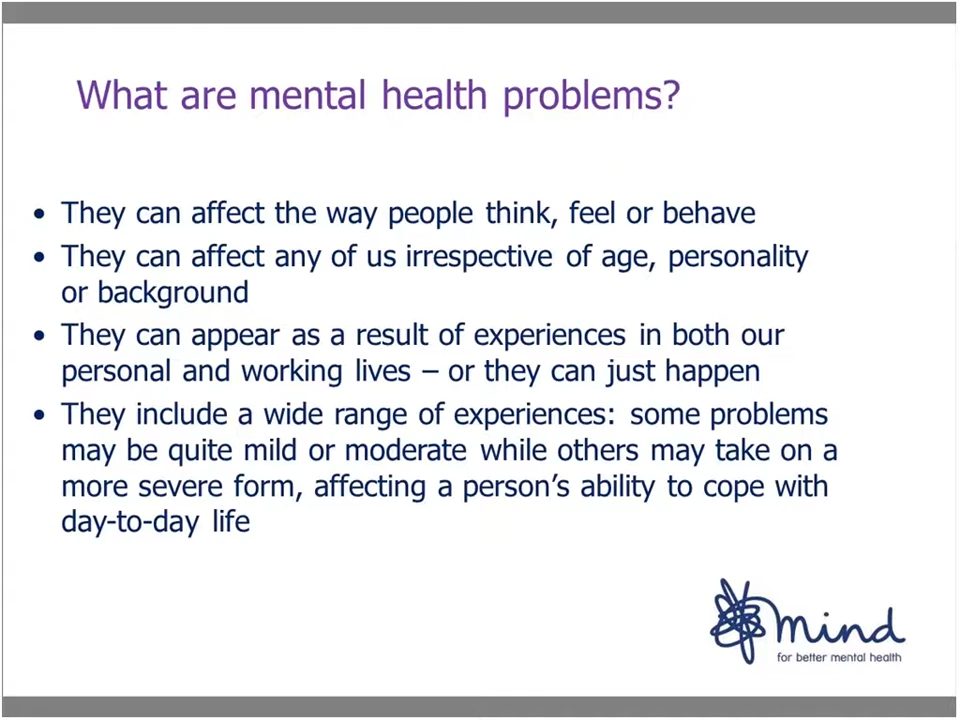 What are mental health problems?
• They can affect the way people think, feel or behave
• They can affect any of us irrespective of age, personality
or background
• They can appear as a result of experiences in both our
personal and working lives – or they can just happen
• They include a wide range of experiences: some problems
may be quite mild or moderate while others may take on a
more severe form, affecting a person’s ability to cope with
day-to-day life
mind
for better mental health